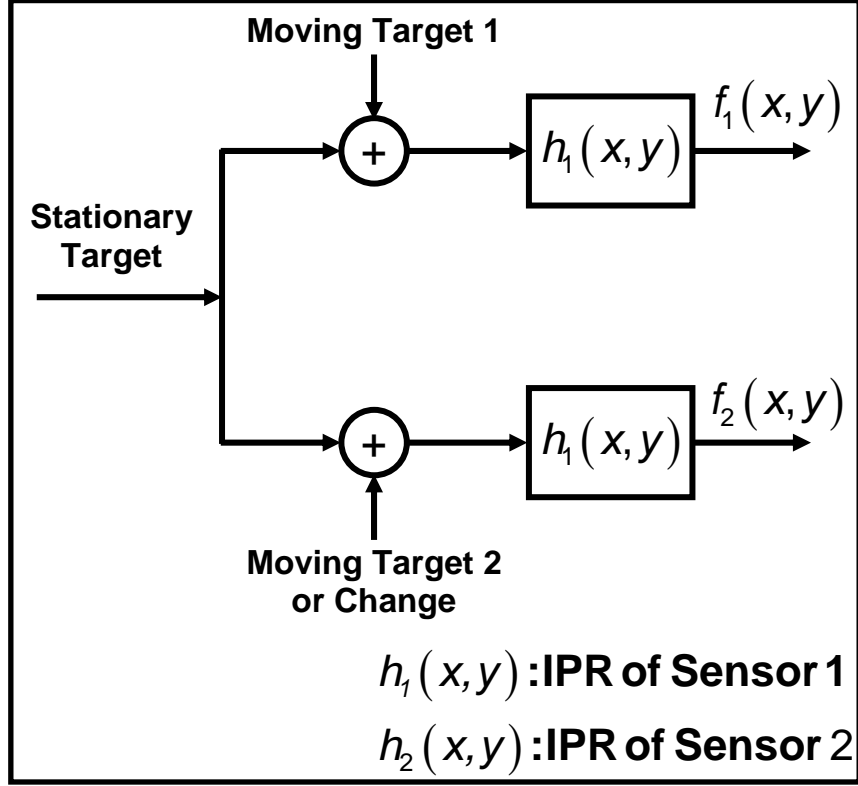 Moving Target 1
+
h₁(x,y)
f₁(x,y)
Stationary
Target
+
h₁(x,y)
f₂(x,y)
Moving Target 2
or Change
h₁(x,y) :IPR of Sensor 1
h₂(x,y) :IPR of Sensor 2